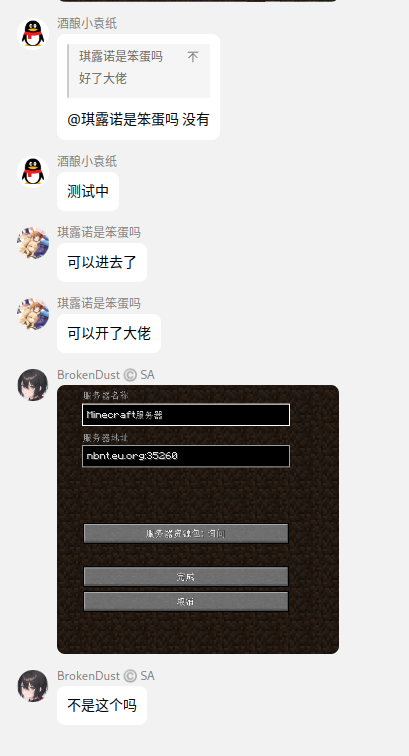 酒酿小袁纸
琪露诺是笨蛋吗 不
好了大佬
@琪露诺是笨蛋吗 没有
酒酿小袁纸
测试中
琪露诺是笨蛋吗
可以进去了
琪露诺是笨蛋吗
可以开了大佬
BrokenDust © SA
服务器名称
Minecraft服务器
服务器地址
nbnt.eu.org:35260
服务器资源包: 询问
完成
取消
BrokenDust © SA
不是这个吗